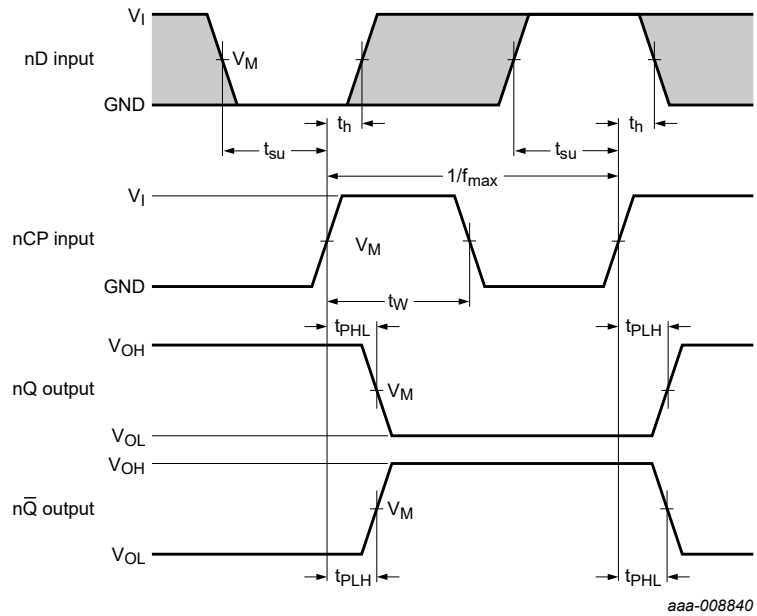 V_I
nD input
V_M
GND
t_h
t_h
t_su
t_su
1/f_max
V_I
nCP input
V_M
GND
t_W
t_PHL
t_PLH
V_OH
nQ output
V_M
V_OL
V_OH
nQ̅ output
V_M
V_OL
t_PLH
t_PHL
aaa-008840